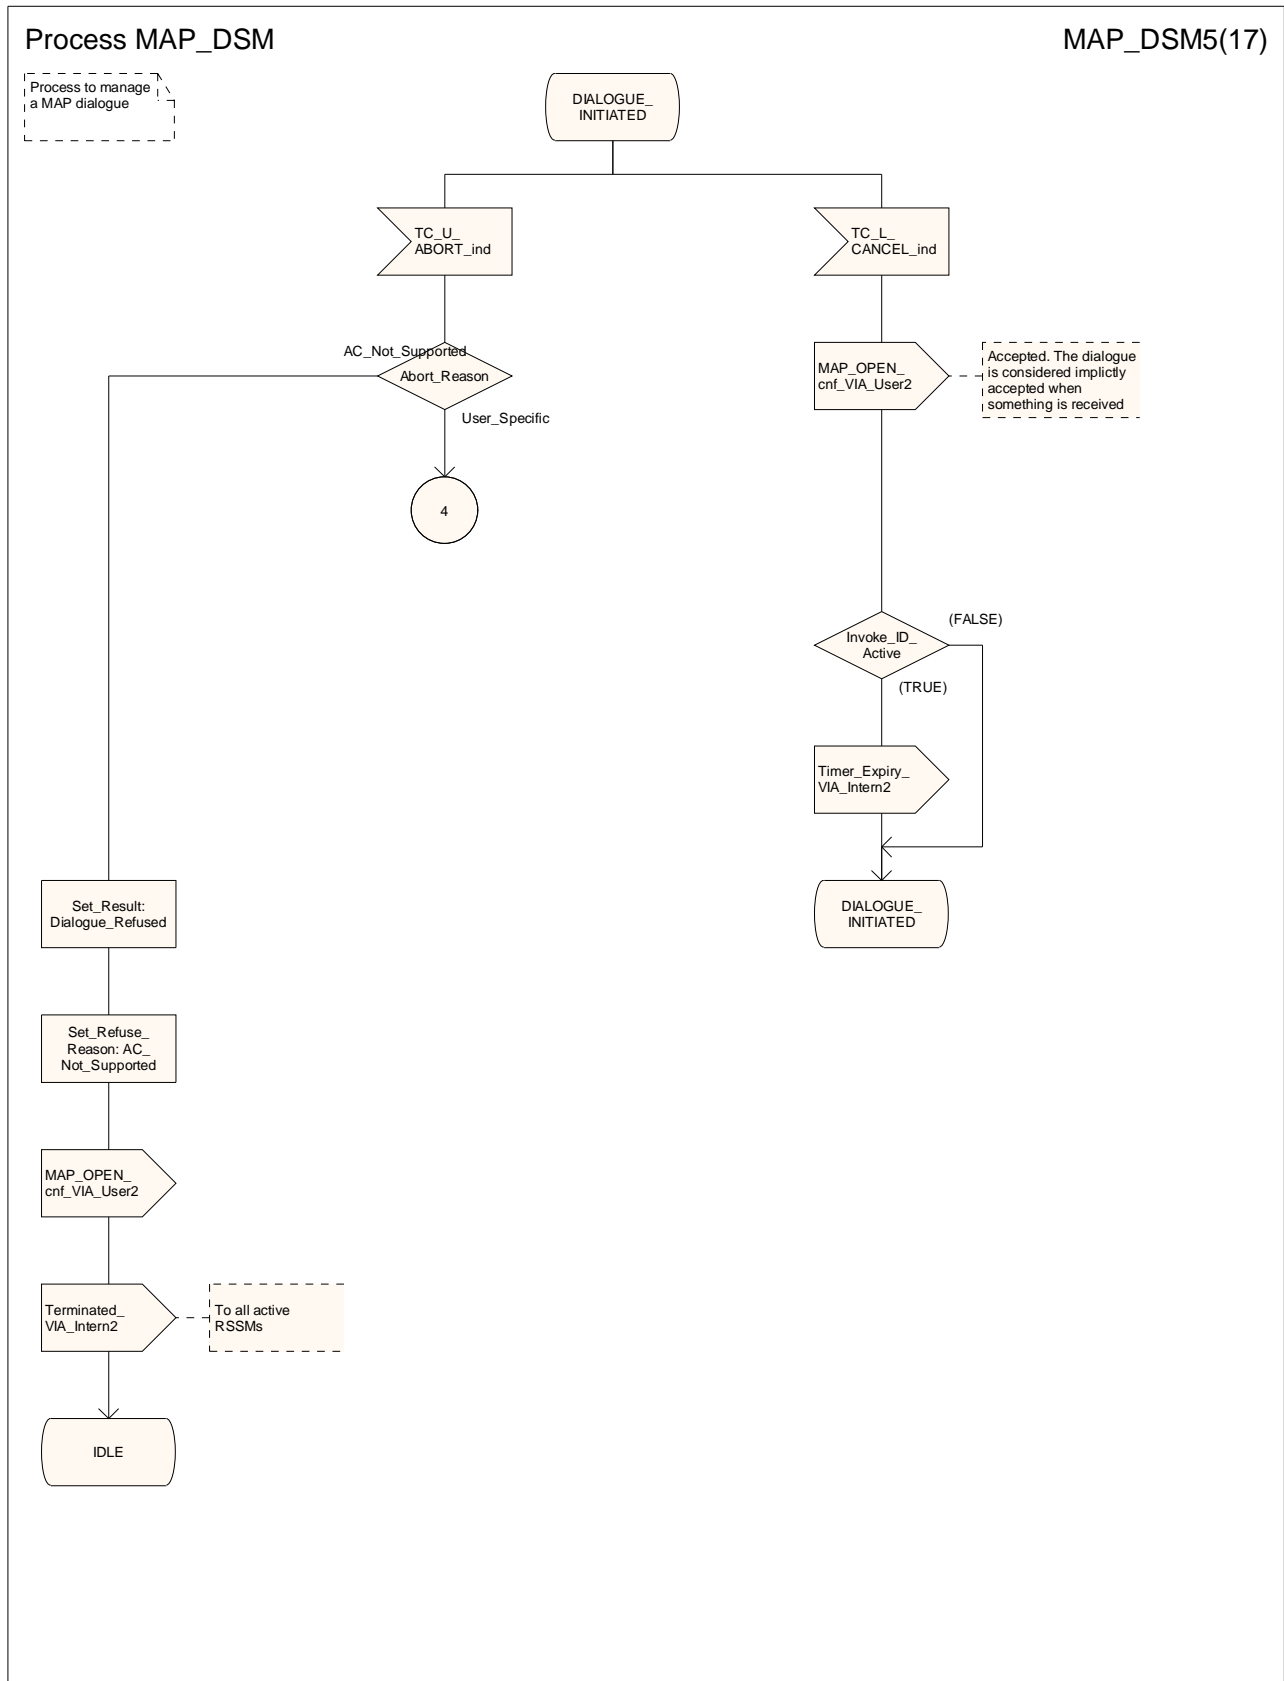 Process MAP_DSM
MAP_DSM5(17)
Process to manage
a MAP dialogue
DIALOGUE_
INITIATED
TC_U_
ABORT_ind
TC_L_
CANCEL_ind
AC_Not_Supported
Abort_Reason
User_Specific
4
MAP_OPEN_
cnf_VIA_User2
Accepted. The dialogue
is considered implictly
accepted when
something is received
Invoke_ID_
Active
(FALSE)
(TRUE)
Timer_Expiry_
VIA_Intern2
DIALOGUE_
INITIATED
Set_Result:
Dialogue_Refused
Set_Refuse_
Reason: AC_
Not_Supported
MAP_OPEN_
cnf_VIA_User2
Terminated_
VIA_Intern2
To all active
RSSMs
IDLE